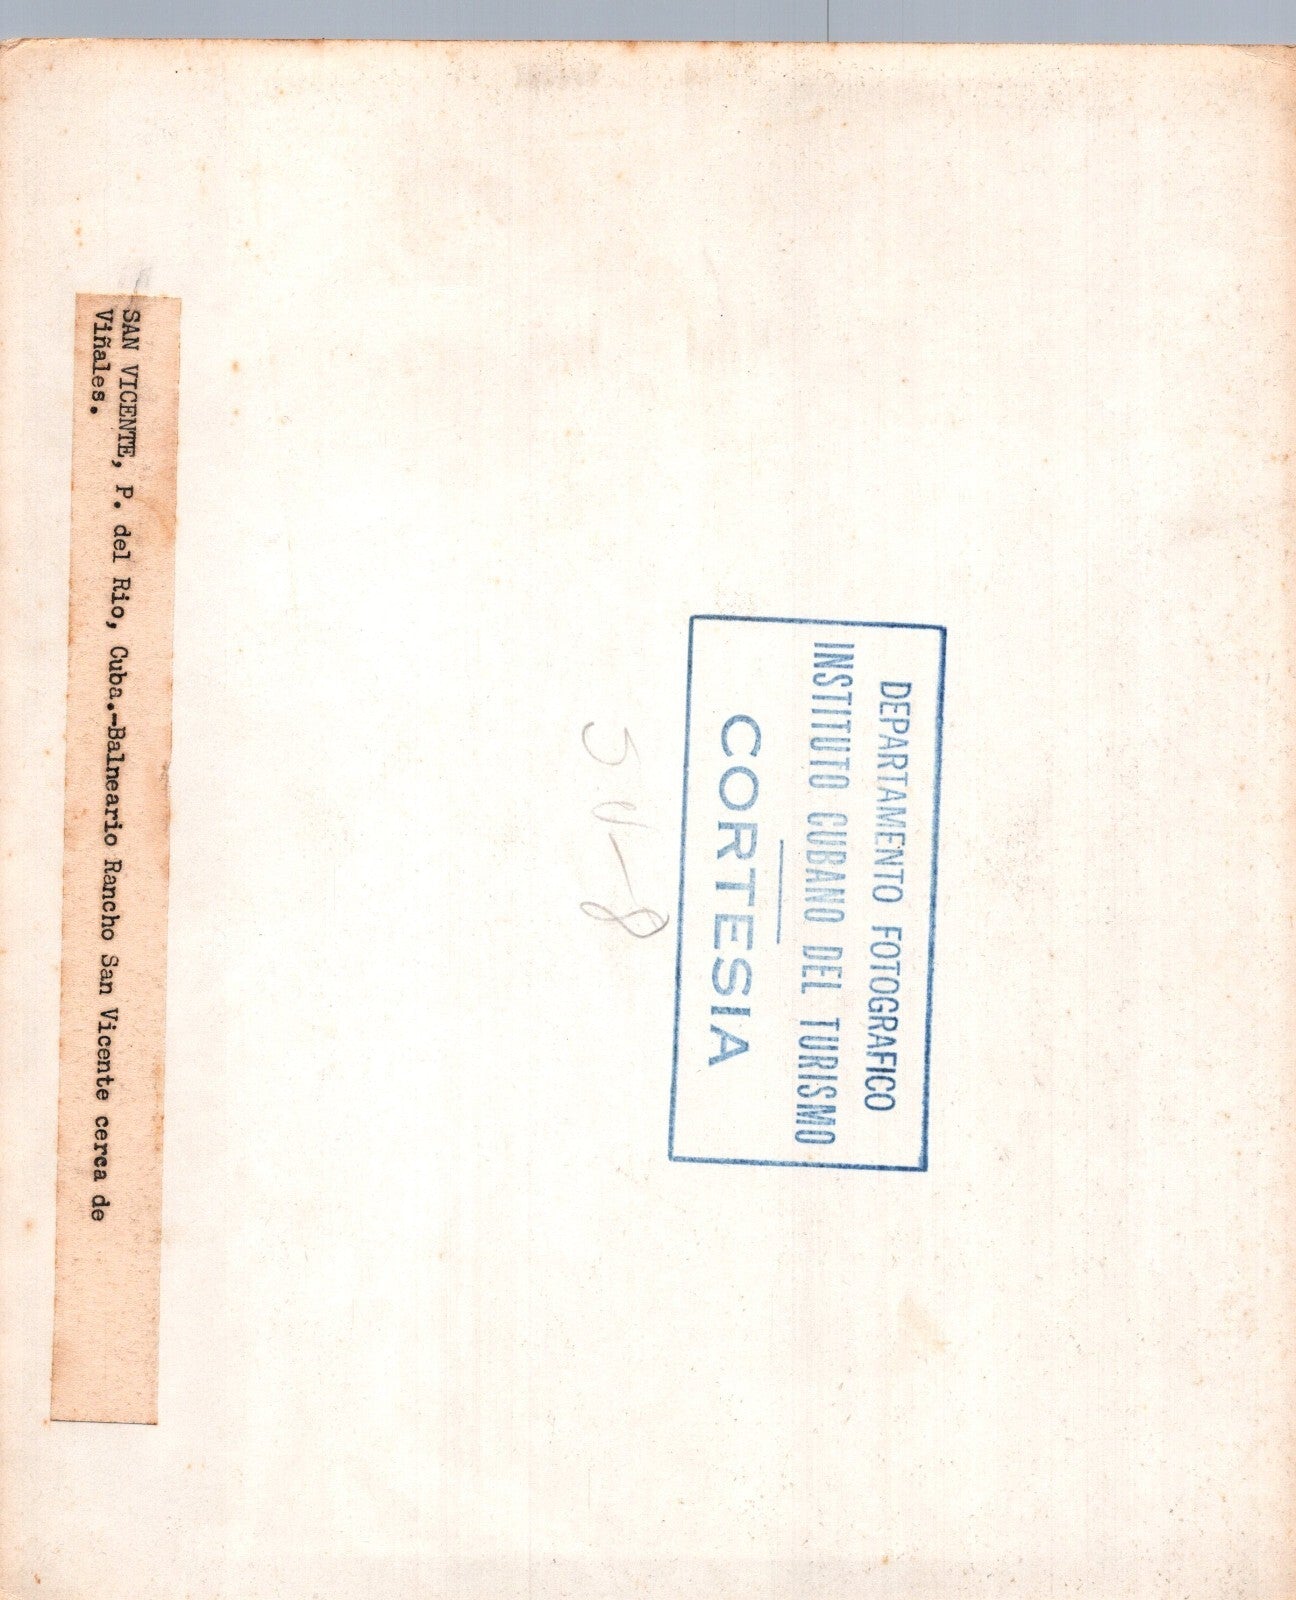 DEPARTAMENTO FOTOGRAFICO
INSTITUTO CUBANO DEL TURISMO
CORTESIA
SAN VICENTE, P. del Rio, Cuba.-Balneario Rancho San Vicente cerca de
Viñales.